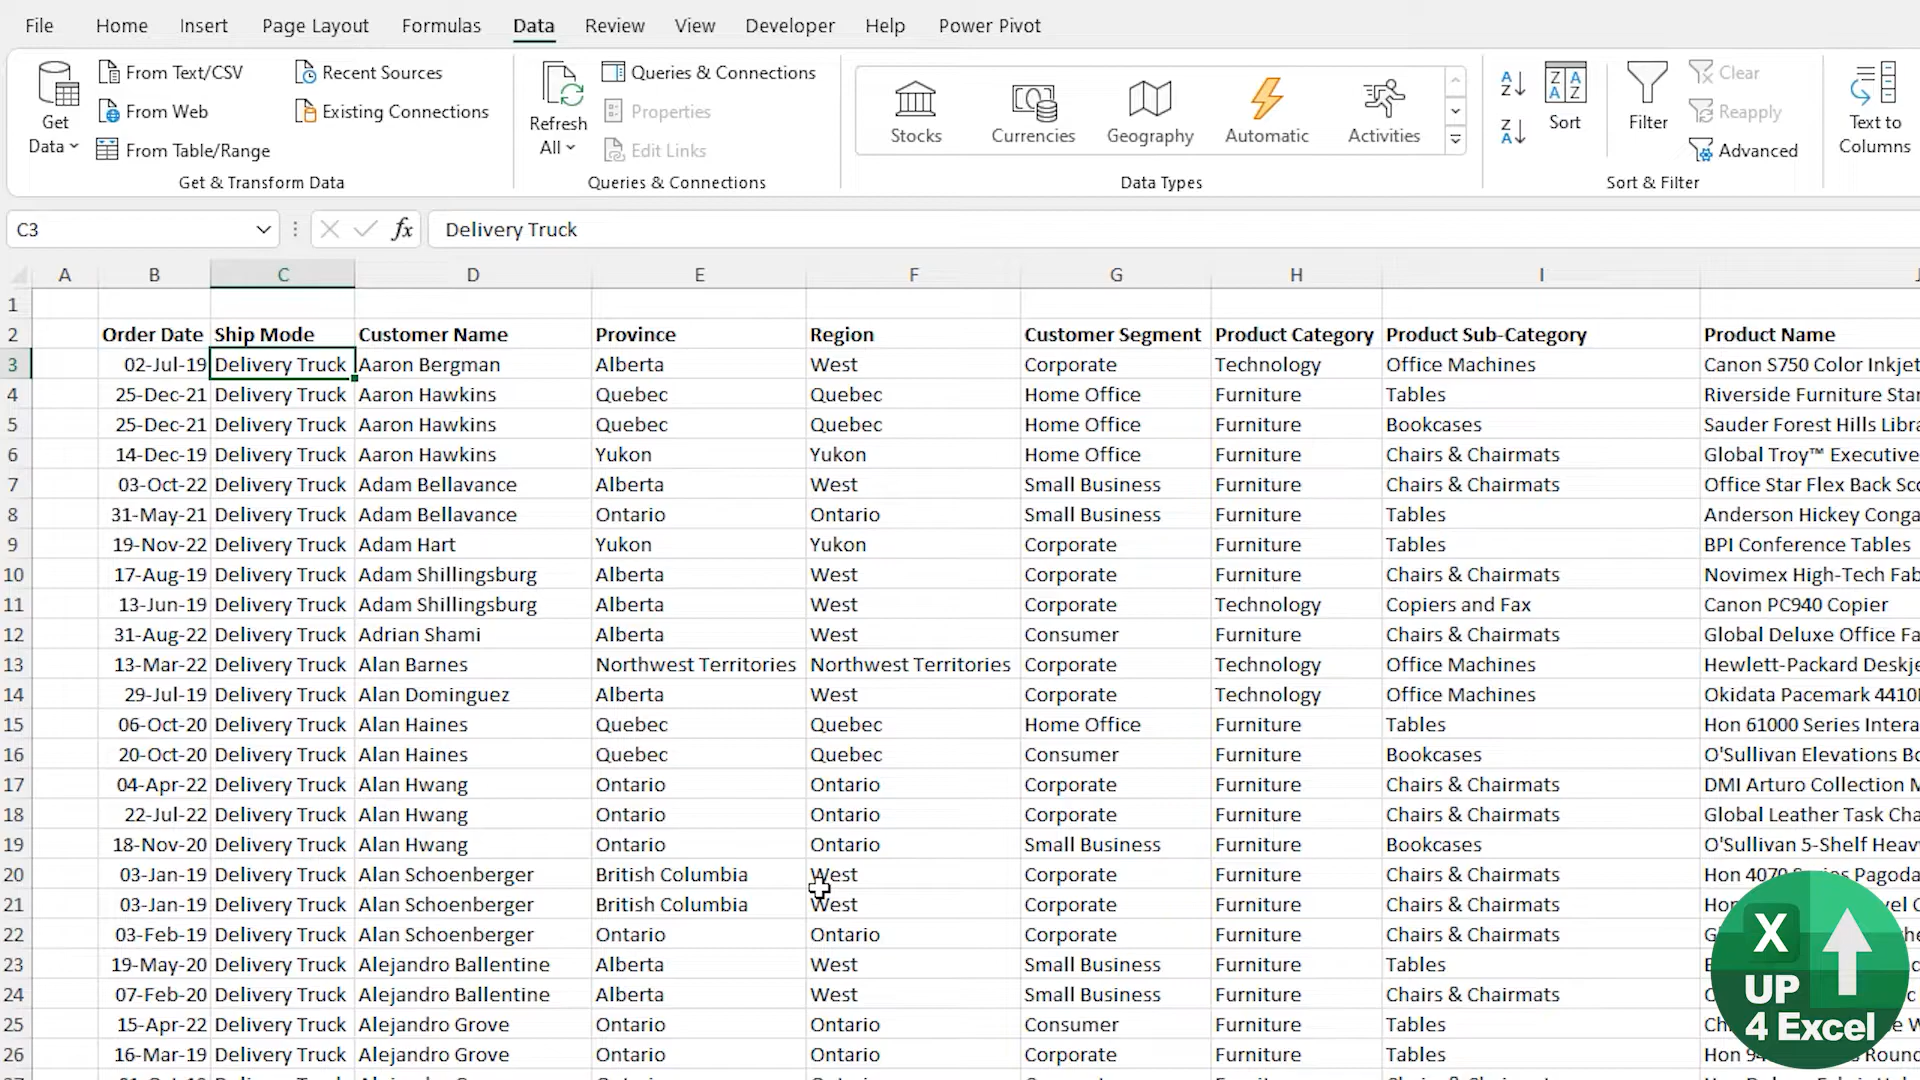 File Home Insert Page Layout Formulas Data Review View Developer Help Power Pivot
Get Data From Text/CSV From Web From Table/Range Recent Sources Existing Connections
Get & Transform Data
Refresh All Queries & Connections Properties Edit Links
Queries & Connections
Stocks Currencies Geography Automatic Activities
Data Types
Sort Filter Clear Reapply Advanced
Sort & Filter
Text to Columns
C3 fx Delivery Truck
A B C D E F G H I
1
2 Order Date Ship Mode Customer Name Province Region Customer Segment Product Category Product Sub-Category Product Name
3 02-Jul-19 Delivery Truck Aaron Bergman Alberta West Corporate Technology Office Machines Canon S750 Color Inkjet
4 25-Dec-21 Delivery Truck Aaron Hawkins Quebec Quebec Home Office Furniture Tables Riverside Furniture
5 25-Dec-21 Delivery Truck Aaron Hawkins Quebec Quebec Home Office Furniture Bookcases Sauder Forest Hills
6 14-Dec-19 Delivery Truck Aaron Hawkins Yukon Yukon Home Office Furniture Chairs & Chairmats Global Troy™ Executive
7 03-Oct-22 Delivery Truck Adam Bellavance Alberta West Small Business Furniture Chairs & Chairmats Office Star Flex Back
8 31-May-21 Delivery Truck Adam Bellavance Ontario Ontario Small Business Furniture Tables Anderson Hickey
9 19-Nov-22 Delivery Truck Adam Hart Yukon Yukon Corporate Furniture Tables BPI Conference Tables
10 17-Aug-19 Delivery Truck Adam Shillingsburg Alberta West Corporate Furniture Chairs & Chairmats Novimex High-Tech
11 13-Jun-19 Delivery Truck Adam Shillingsburg Alberta West Corporate Technology Copiers and Fax Canon PC940 Copier
12 31-Aug-22 Delivery Truck Adrian Shami Alberta West Consumer Furniture Chairs & Chairmats Global Deluxe Office
13 13-Mar-22 Delivery Truck Alan Barnes Northwest Territories Northwest Territories Corporate Technology Office Machines Hewlett-Packard
14 29-Jul-19 Delivery Truck Alan Dominguez Alberta West Corporate Technology Office Machines Okidata Pacemark
15 06-Oct-20 Delivery Truck Alan Haines Quebec Quebec Home Office Furniture Tables Hon 61000 Series
16 20-Oct-20 Delivery Truck Alan Haines Quebec Quebec Consumer Furniture Bookcases O'Sullivan Elevations
17 04-Apr-22 Delivery Truck Alan Hwang Ontario Ontario Corporate Furniture Chairs & Chairmats DMI Arturo Collection
18 22-Jul-22 Delivery Truck Alan Hwang Ontario Ontario Corporate Furniture Chairs & Chairmats Global Leather Task
19 18-Nov-20 Delivery Truck Alan Hwang Ontario Ontario Small Business Furniture Bookcases O'Sullivan 5-Shelf
20 03-Jan-19 Delivery Truck Alan Schoenberger British Columbia West Corporate Furniture Chairs & Chairmats Hon
21 03-Jan-19 Delivery Truck Alan Schoenberger British Columbia West Corporate Furniture Chairs & Chairmats
22 03-Feb-19 Delivery Truck Alan Schoenberger Ontario Ontario Corporate Furniture Chairs & Chairmats
23 19-May-20 Delivery Truck Alejandro Ballentine Alberta West Small Business Furniture Tables
24 07-Feb-20 Delivery Truck Alejandro Ballentine Alberta West Small Business Furniture Chairs & Chairmats
25 15-Apr-22 Delivery Truck Alejandro Grove Ontario Ontario Consumer Furniture Tables
26 16-Mar-19 Delivery Truck Alejandro Grove Ontario Ontario Corporate Furniture Tables Hon
X
UP
4 Excel